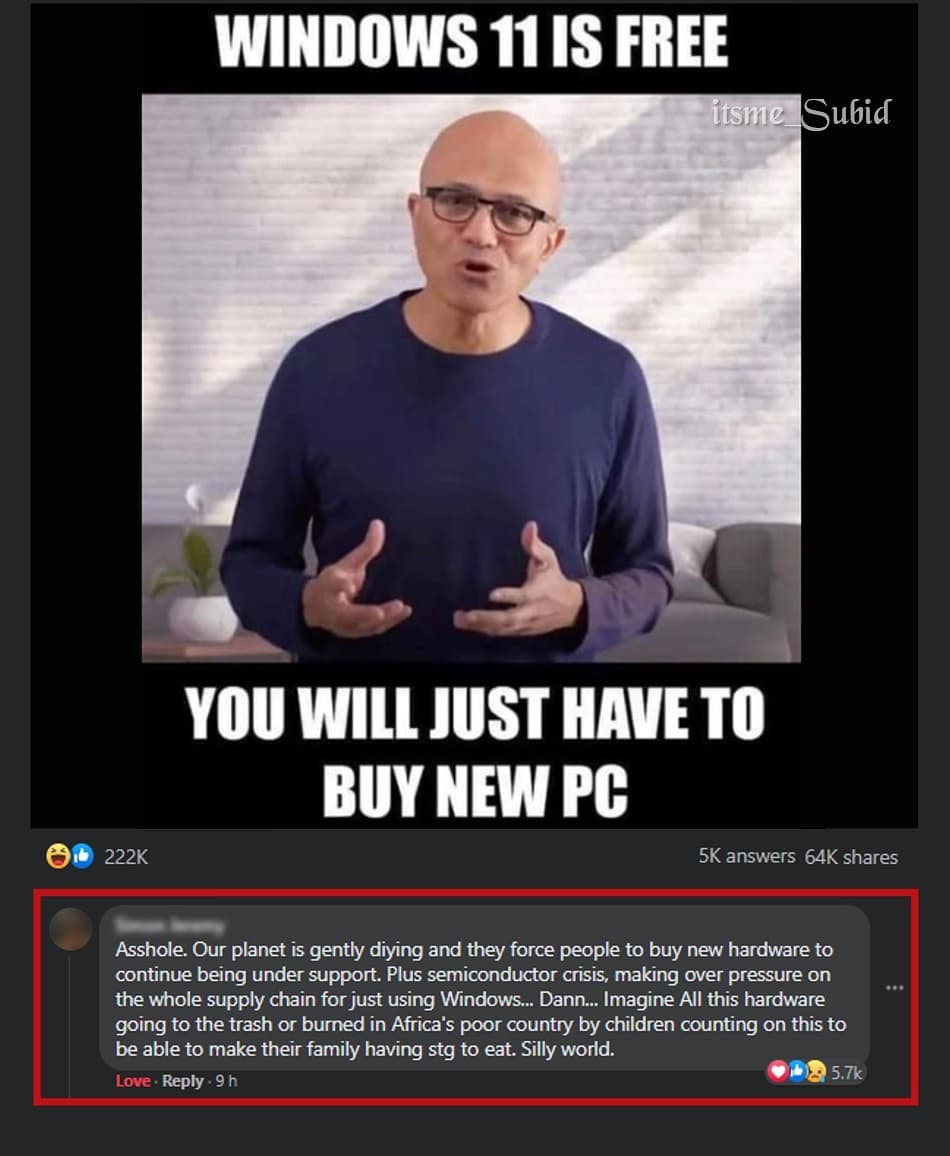 WINDOWS 11 IS FREE
itsme_Subid
YOU WILL JUST HAVE TO
BUY NEW PC
222K
5K answers 64K shares
Asshole. Our planet is gently diying and they force people to buy new hardware to
continue being under support. Plus semiconductor crisis, making over pressure on
the whole supply chain for just using Windows... Dann... Imagine All this hardware
going to the trash or burned in Africa's poor country by children counting on this to
be able to make their family having stg to eat. Silly world.
Love · Reply · 9 h
5.7k